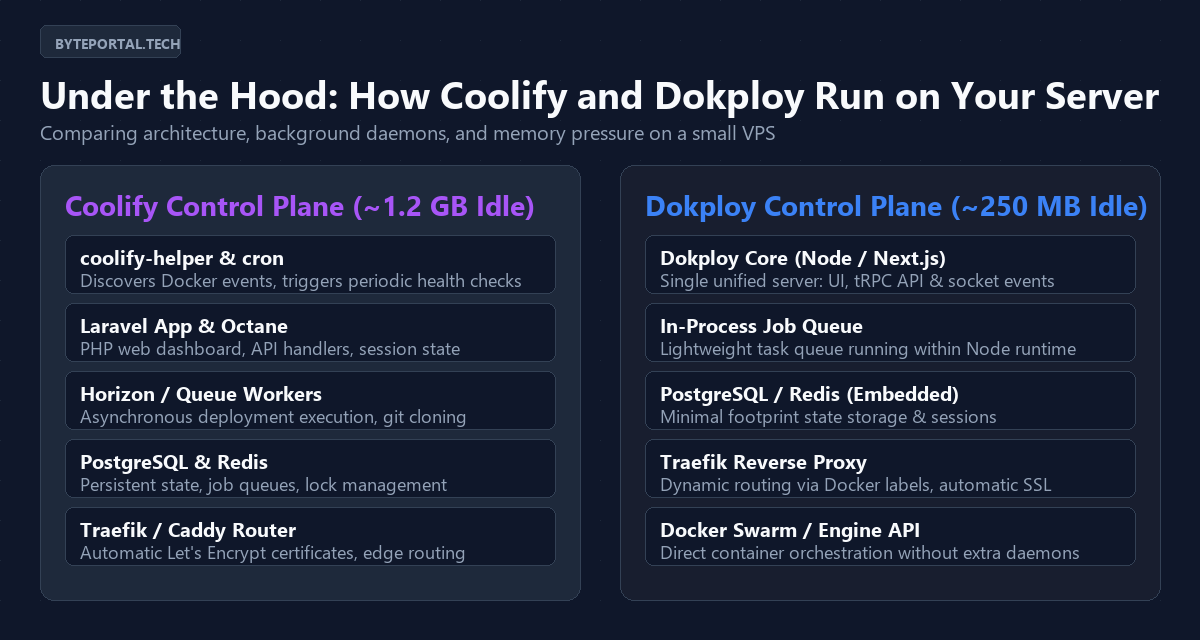 BYTEPORTAL.TECH
Under the Hood: How Coolify and Dokploy Run on Your Server
Comparing architecture, background daemons, and memory pressure on a small VPS
Coolify Control Plane (~1.2 GB Idle)
coolify-helper & cron
Discovers Docker events, triggers periodic health checks
Laravel App & Octane
PHP web dashboard, API handlers, session state
Horizon / Queue Workers
Asynchronous deployment execution, git cloning
PostgreSQL & Redis
Persistent state, job queues, lock management
Traefik / Caddy Router
Automatic Let's Encrypt certificates, edge routing
Dokploy Control Plane (~250 MB Idle)
Dokploy Core (Node / Next.js)
Single unified server: UI, tRPC API & socket events
In-Process Job Queue
Lightweight task queue running within Node runtime
PostgreSQL / Redis (Embedded)
Minimal footprint state storage & sessions
Traefik Reverse Proxy
Dynamic routing via Docker labels, automatic SSL
Docker Swarm / Engine API
Direct container orchestration without extra daemons